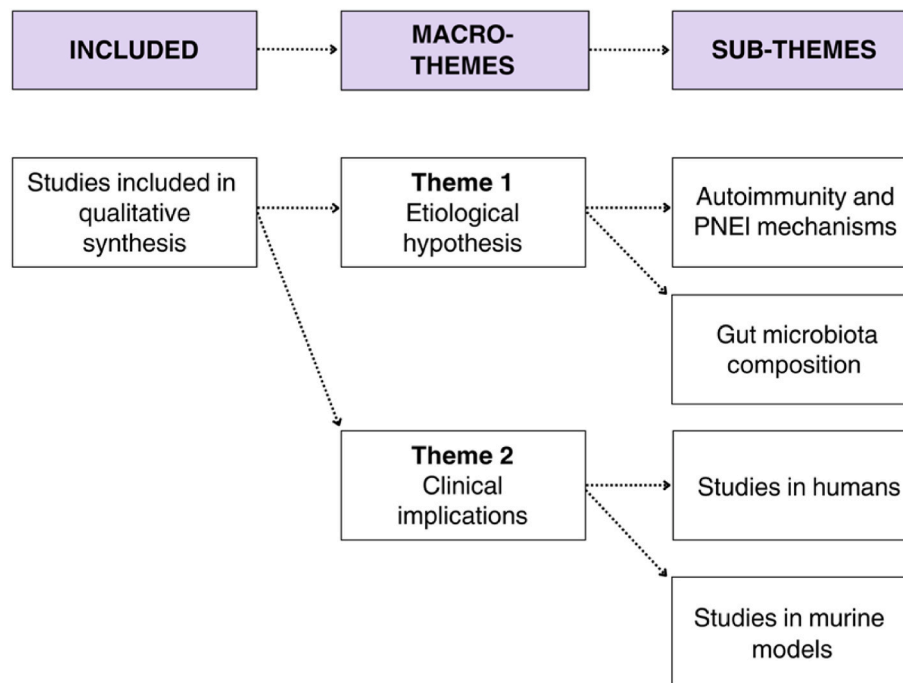 INCLUDED
MACRO-
THEMES
SUB-THEMES
Studies included in
qualitative
synthesis
Theme 1
Etiological
hypothesis
Autoimmunity and
PNEI mechanisms
Gut microbiota
composition
Theme 2
Clinical
implications
Studies in humans
Studies in murine
models